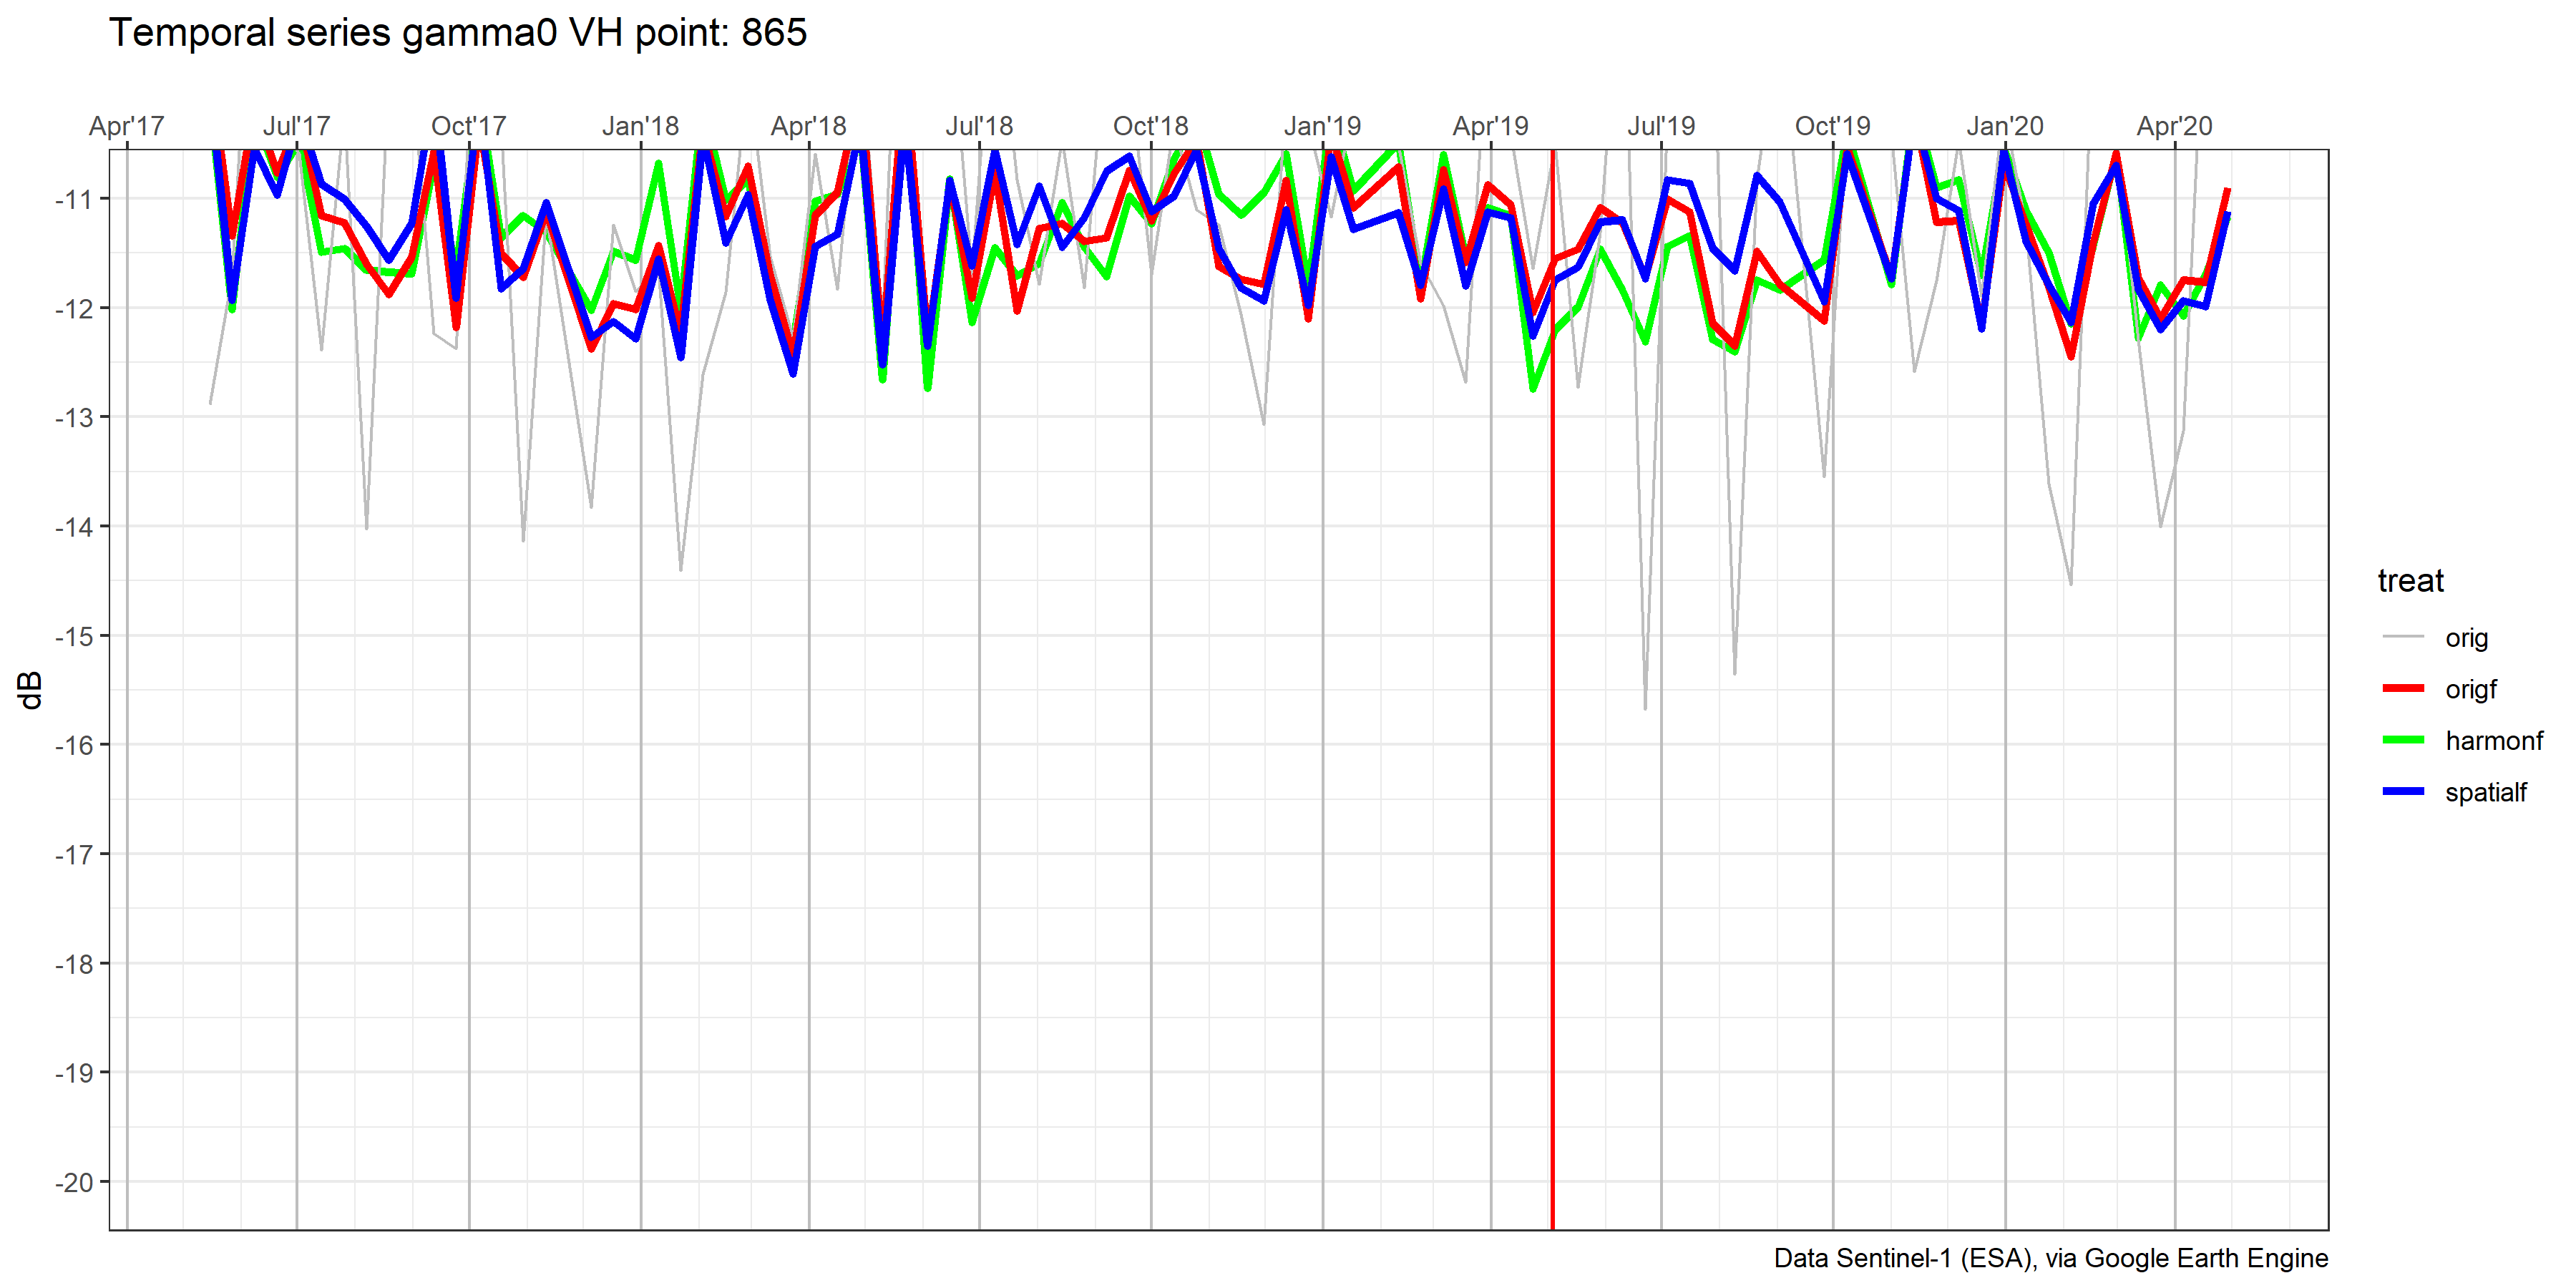 Temporal series gamma0 VH point: 865
Apr'17 Jul'17 Oct'17 Jan'18 Apr'18 Jul'18 Oct'18 Jan'19 Apr'19 Jul'19 Oct'19 Jan'20 Apr'20
-11
-12
-13
-14
-15
-16
-17
-18
-19
-20
dB
treat
orig
origf
harmonf
spatialf
Data Sentinel-1 (ESA), via Google Earth Engine